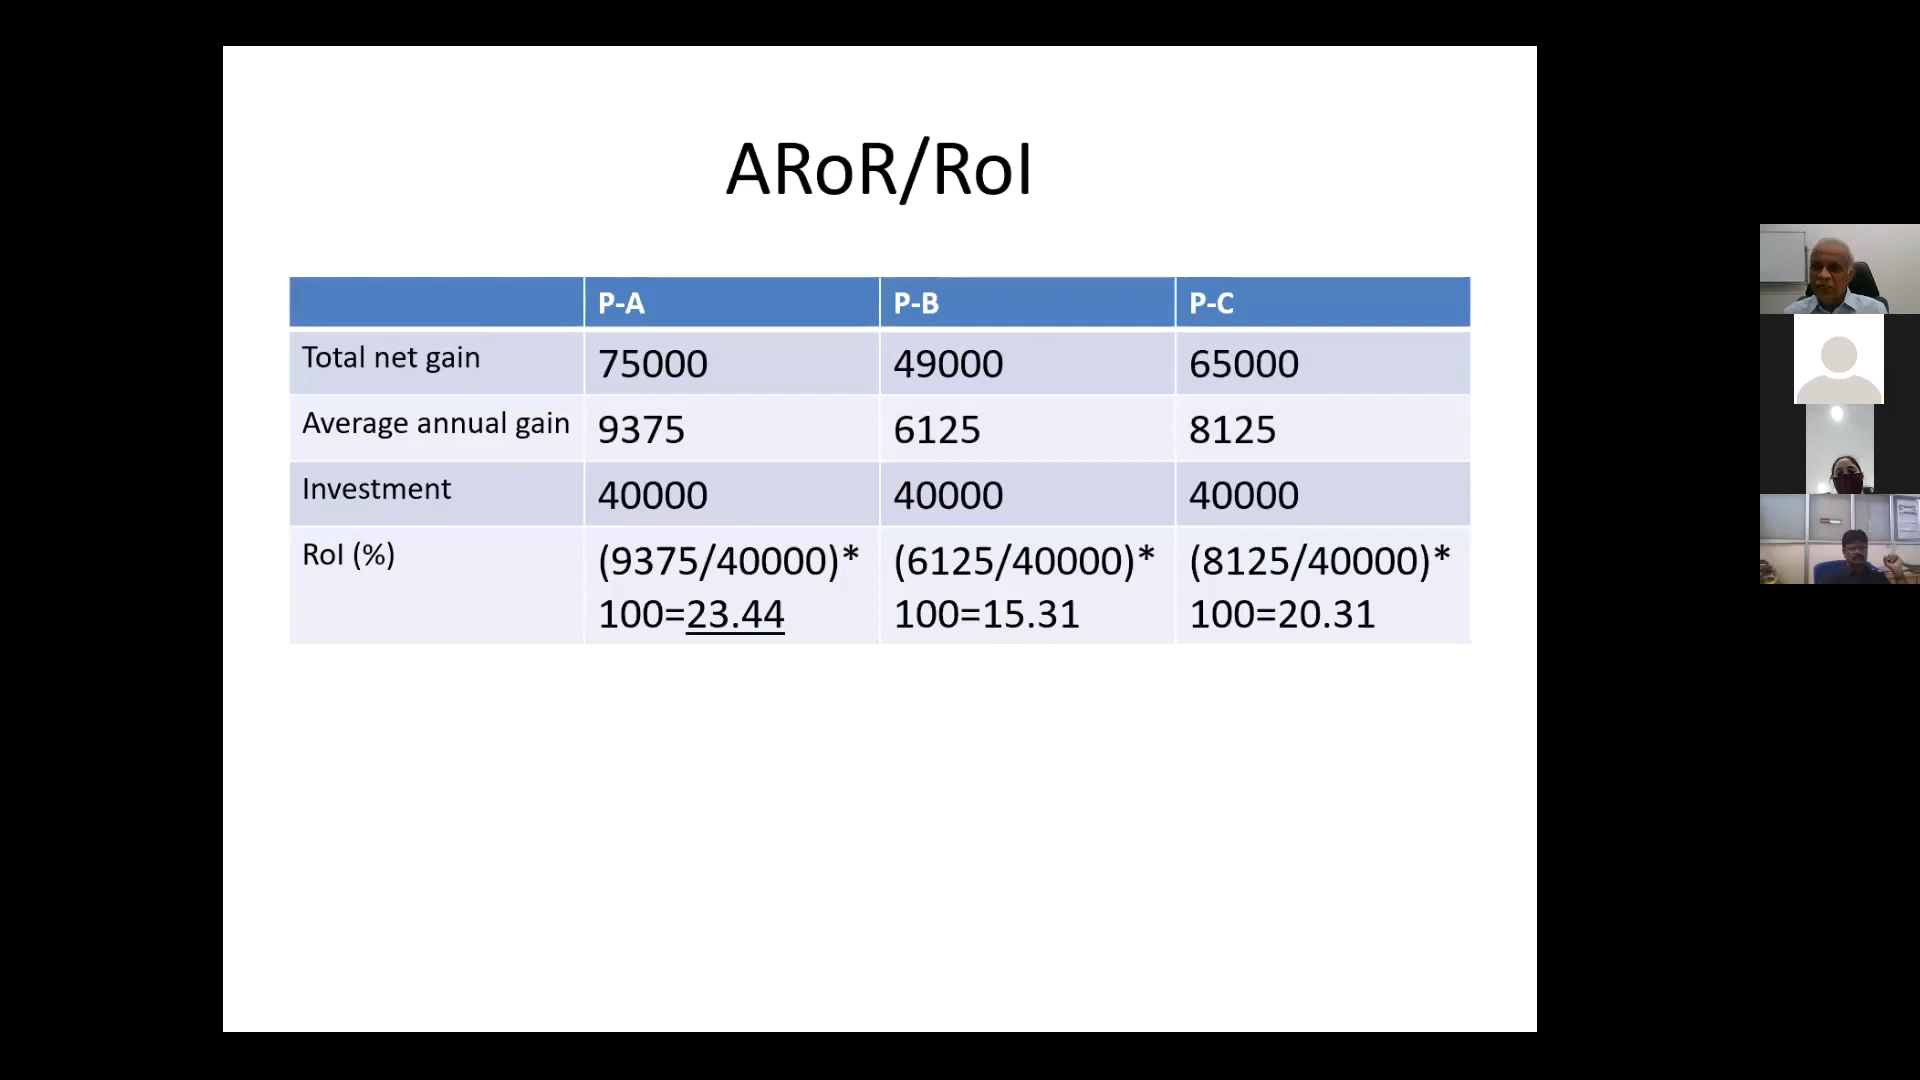 ARoR/RoI
P-A P-B P-C
Total net gain 75000 49000 65000
Average annual gain 9375 6125 8125
Investment 40000 40000 40000
RoI (%) (9375/40000)* (6125/40000)* (8125/40000)*
100=23.44 100=15.31 100=20.31